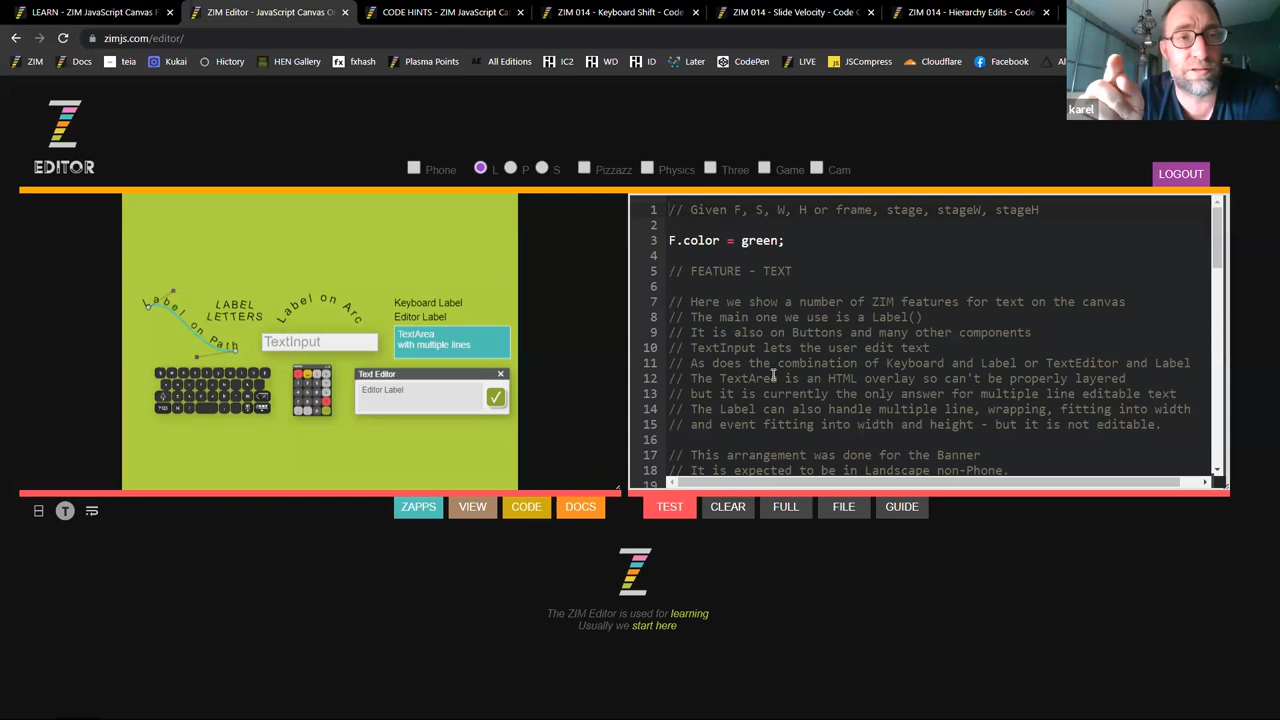 LEARN - ZIM JavaScript Canvas F
ZIM Editor - JavaScript Canvas O
CODE HINTS - ZIM JavaScript Ca
ZIM 014 - Keyboard Shift - Code
ZIM 014 - Slide Velocity - Code C
ZIM 014 - Hierarchy Edits - Code
zimjs.com/editor/
ZIM
Docs
teia
Kukai
Hictory
HEN Gallery
fxhash
Plasma Points
All Editions
IC2
WD
ID
Later
CodePen
LIVE
JSCompress
Cloudflare
Facebook
karel
EDITOR
Phone
L
P
S
Pizzazz
Physics
Three
Game
Cam
LOGOUT
Label on Path
LABEL
LETTERS
Label on Arc
TextInput
Keyboard Label
Editor Label
TextArea
with multiple lines
Text Editor
Editor Label
1 // Given F, S, W, H or frame, stage, stageW, stageH
2
3 F.color = green;
4
5 // FEATURE - TEXT
6
7 // Here we show a number of ZIM features for text on the canvas
8 // The main one we use is a Label()
9 // It is also on Buttons and many other components
10 // TextInput lets the user edit text
11 // As does the combination of Keyboard and Label or TextEditor and Label
12 // The TextArea is an HTML overlay so can't be properly layered
13 // but it is currently the only answer for multiple line editable text
14 // The Label can also handle multiple line, wrapping, fitting into width
15 // and event fitting into width and height - but it is not editable.
16
17 // This arrangement was done for the Banner
18 // It is expected to be in Landscape non-Phone.
19
T
ZAPPS
VIEW
CODE
DOCS
TEST
CLEAR
FULL
FILE
GUIDE
The ZIM Editor is used for learning
Usually we start here